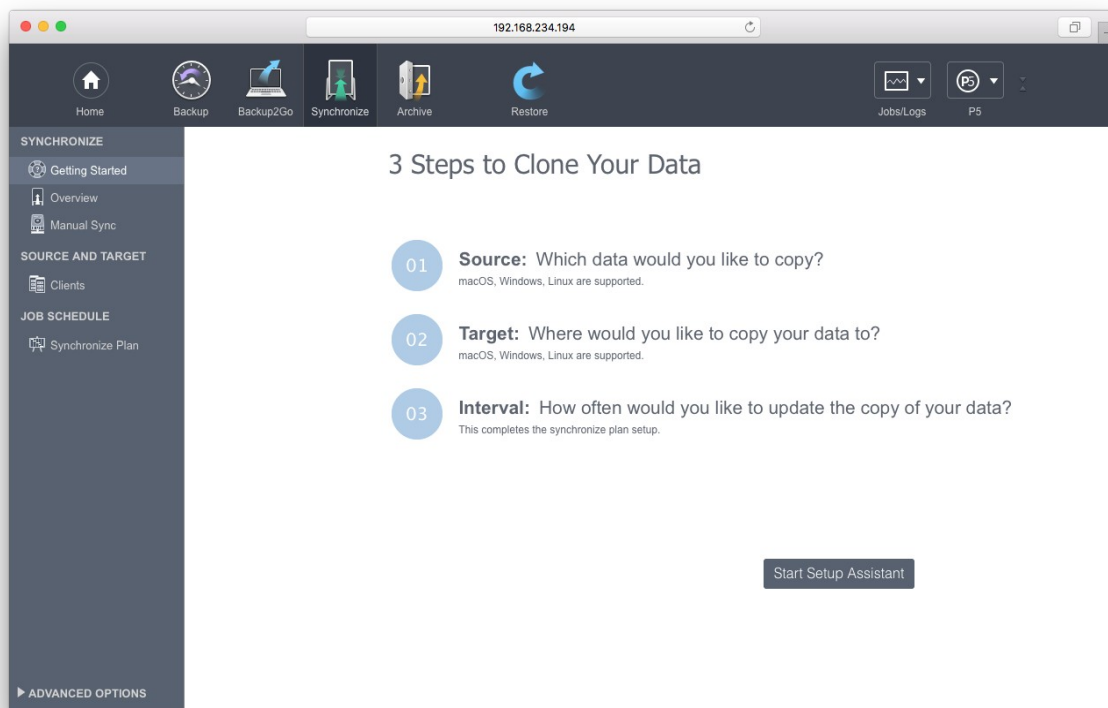 192.168.234.194
Home
Backup
Backup2Go
Synchronize
Archive
Restore
Jobs/Logs
P5
P5
SYNCHRONIZE
Getting Started
Overview
Manual Sync
SOURCE AND TARGET
Clients
JOB SCHEDULE
Synchronize Plan
ADVANCED OPTIONS
3 Steps to Clone Your Data
01
Source: Which data would you like to copy?
macOS, Windows, Linux are supported.
02
Target: Where would you like to copy your data to?
macOS, Windows, Linux are supported.
03
Interval: How often would you like to update the copy of your data?
This completes the synchronize plan setup.
Start Setup Assistant